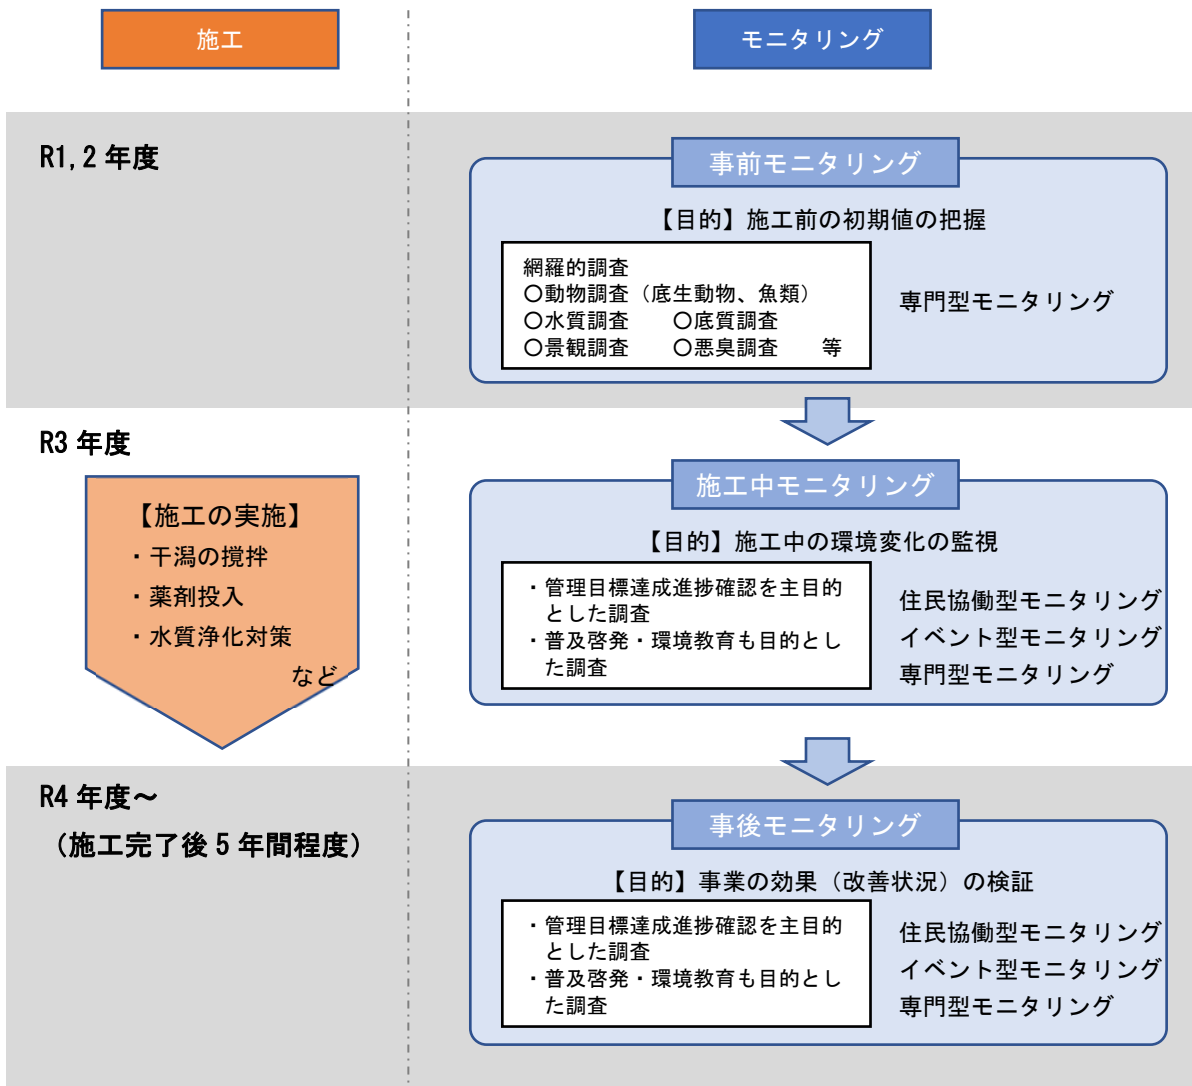 施工
モニタリング
R1,2 年度
事前モニタリング
【目的】施工前の初期値の把握
網羅的調査
〇動物調査（底生動物、魚類）
〇水質調査　　〇底質調査
〇景観調査　　〇悪臭調査　　等
専門型モニタリング
R3 年度
【施工の実施】
・干潟の撹拌
・薬剤投入
・水質浄化対策
など
施工中モニタリング
【目的】施工中の環境変化の監視
・管理目標達成進捗確認を主目的
とした調査
・普及啓発・環境教育も目的とし
た調査
住民協働型モニタリング
イベント型モニタリング
専門型モニタリング
R4 年度～
（施工完了後 5 年間程度）
事後モニタリング
【目的】事業の効果（改善状況）の検証
・管理目標達成進捗確認を主目的
とした調査
・普及啓発・環境教育も目的とし
た調査
住民協働型モニタリング
イベント型モニタリング
専門型モニタリング